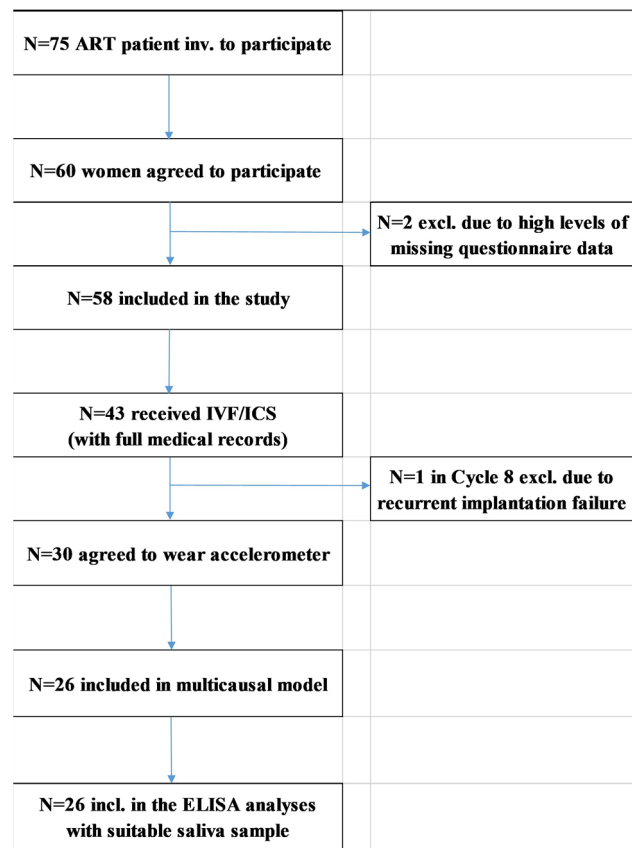 N=75 ART patient inv. to participate
N=60 women agreed to participate
N=2 excl. due to high levels of
missing questionnaire data
N=58 included in the study
N=43 received IVF/ICS
(with full medical records)
N=1 in Cycle 8 excl. due to
recurrent implantation failure
N=30 agreed to wear accelerometer
N=26 included in multicausal model
N=26 incl. in the ELISA analyses
with suitable saliva sample